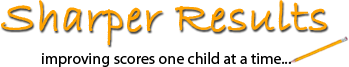 Sharper Results
improving scores one child at a time...